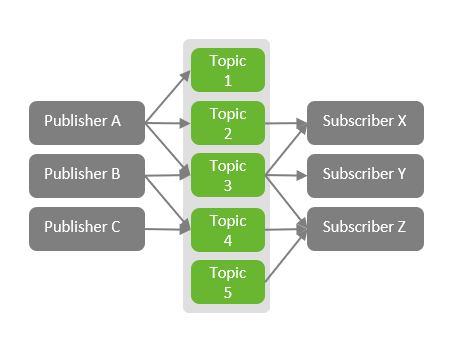 Topic
1
Publisher A
Topic
2
Subscriber X
Publisher B
Topic
3
Subscriber Y
Publisher C
Topic
4
Subscriber Z
Topic
5